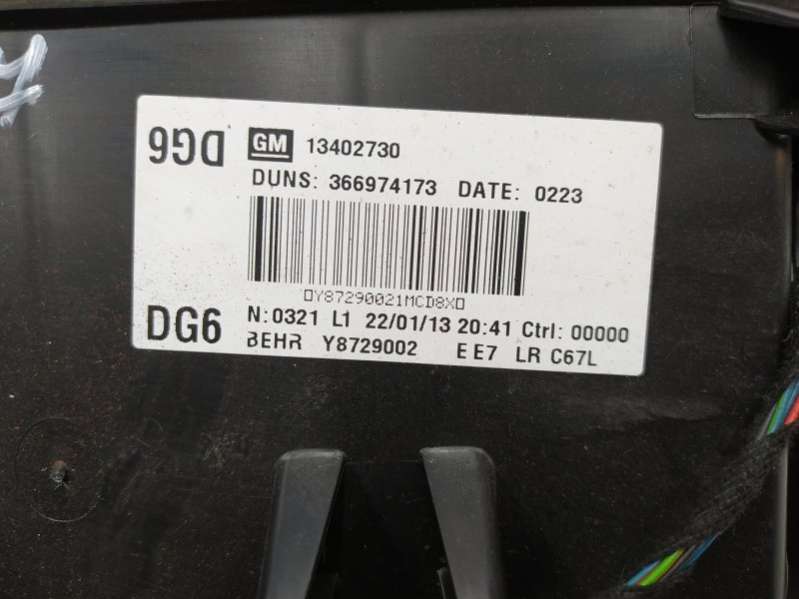 DG6 GM 13402730
DUNS: 366974173 DATE: 0223
▯Y87290021MCD8X▯
DG6 N:0321 L1 22/01/13 20:41 Ctrl: 00000
BEHR Y8729002 E E7 LR C67L